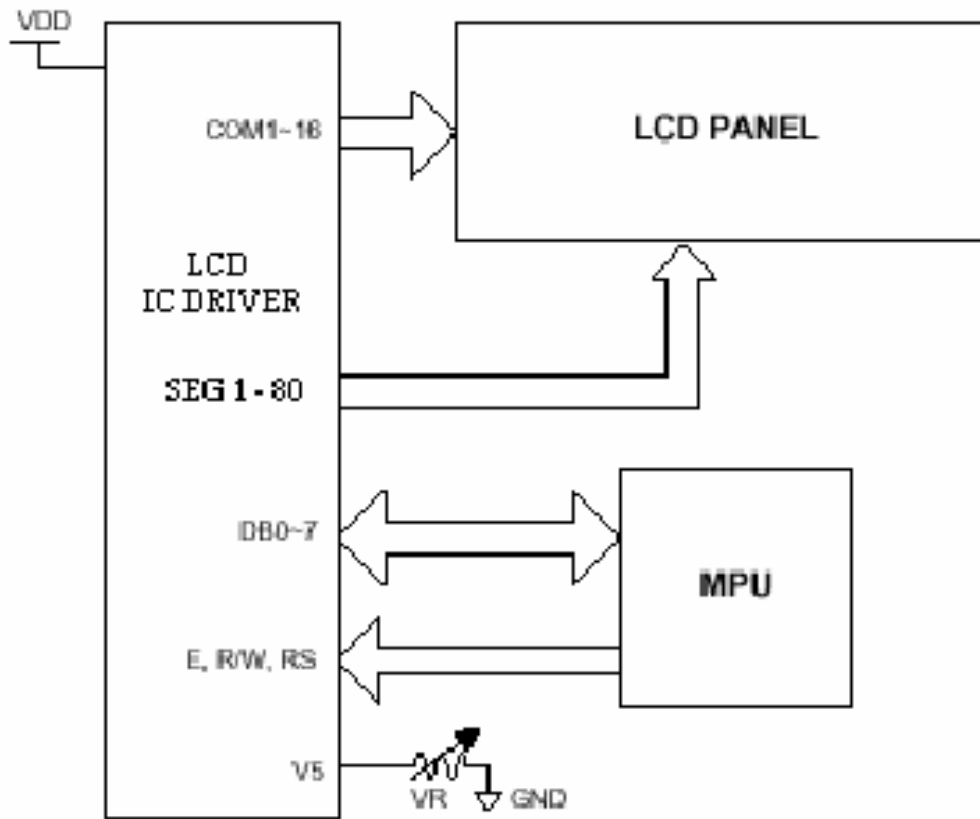 VDD
COM1~16
LCD PANEL
LCD
IC DRIVER
SEG 1 - 80
DB0~7
MPU
E, R/W, RS
V5
VR
GND